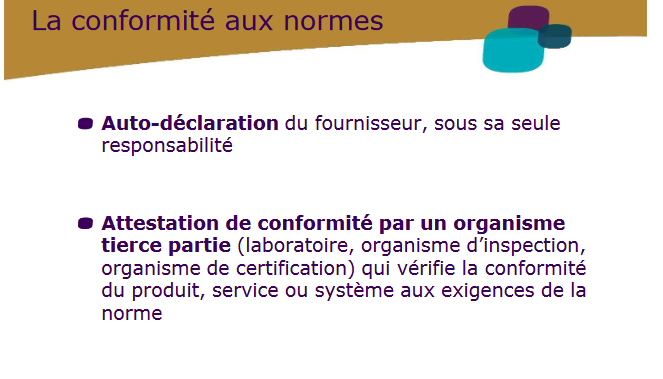 La conformité aux normes
Auto-déclaration du fournisseur, sous sa seule
responsabilité
Attestation de conformité par un organisme
tierce partie (laboratoire, organisme d’inspection,
organisme de certification) qui vérifie la conformité
du produit, service ou système aux exigences de la
norme